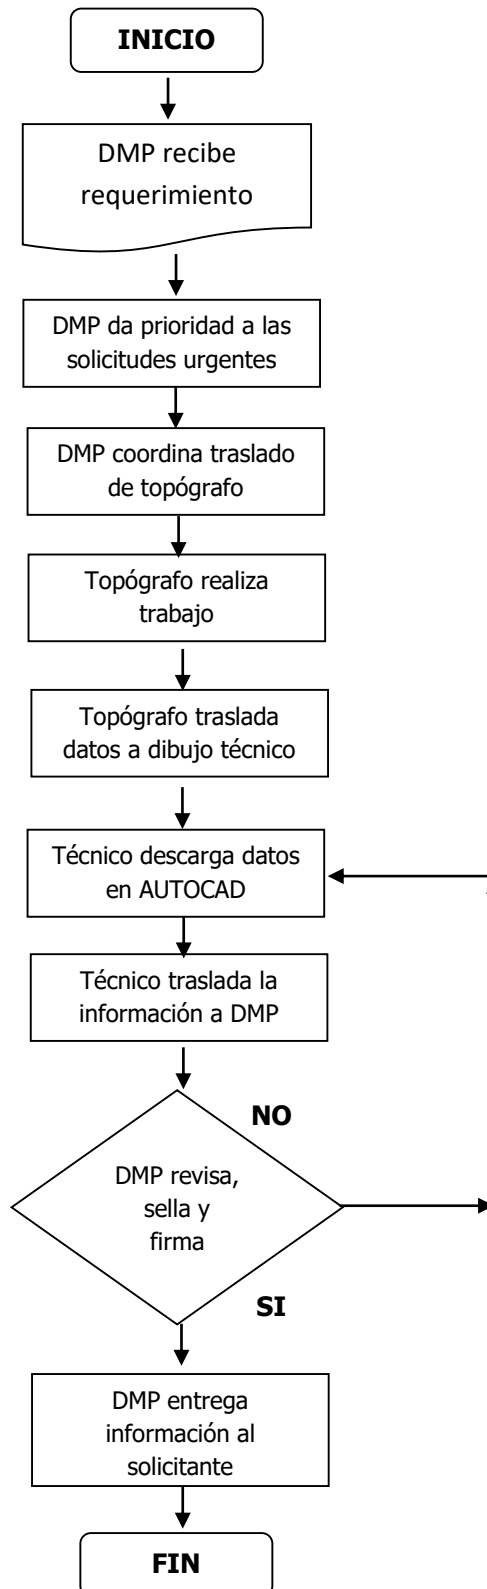 INICIO
DMP recibe
requerimiento
DMP da prioridad a las
solicitudes urgentes
DMP coordina traslado
de topógrafo
Topógrafo realiza
trabajo
Topógrafo traslada
datos a dibujo técnico
Técnico descarga datos
en AUTOCAD
Técnico traslada la
información a DMP
NO
DMP revisa,
sella y
firma
SI
DMP entrega
información al
solicitante
FIN